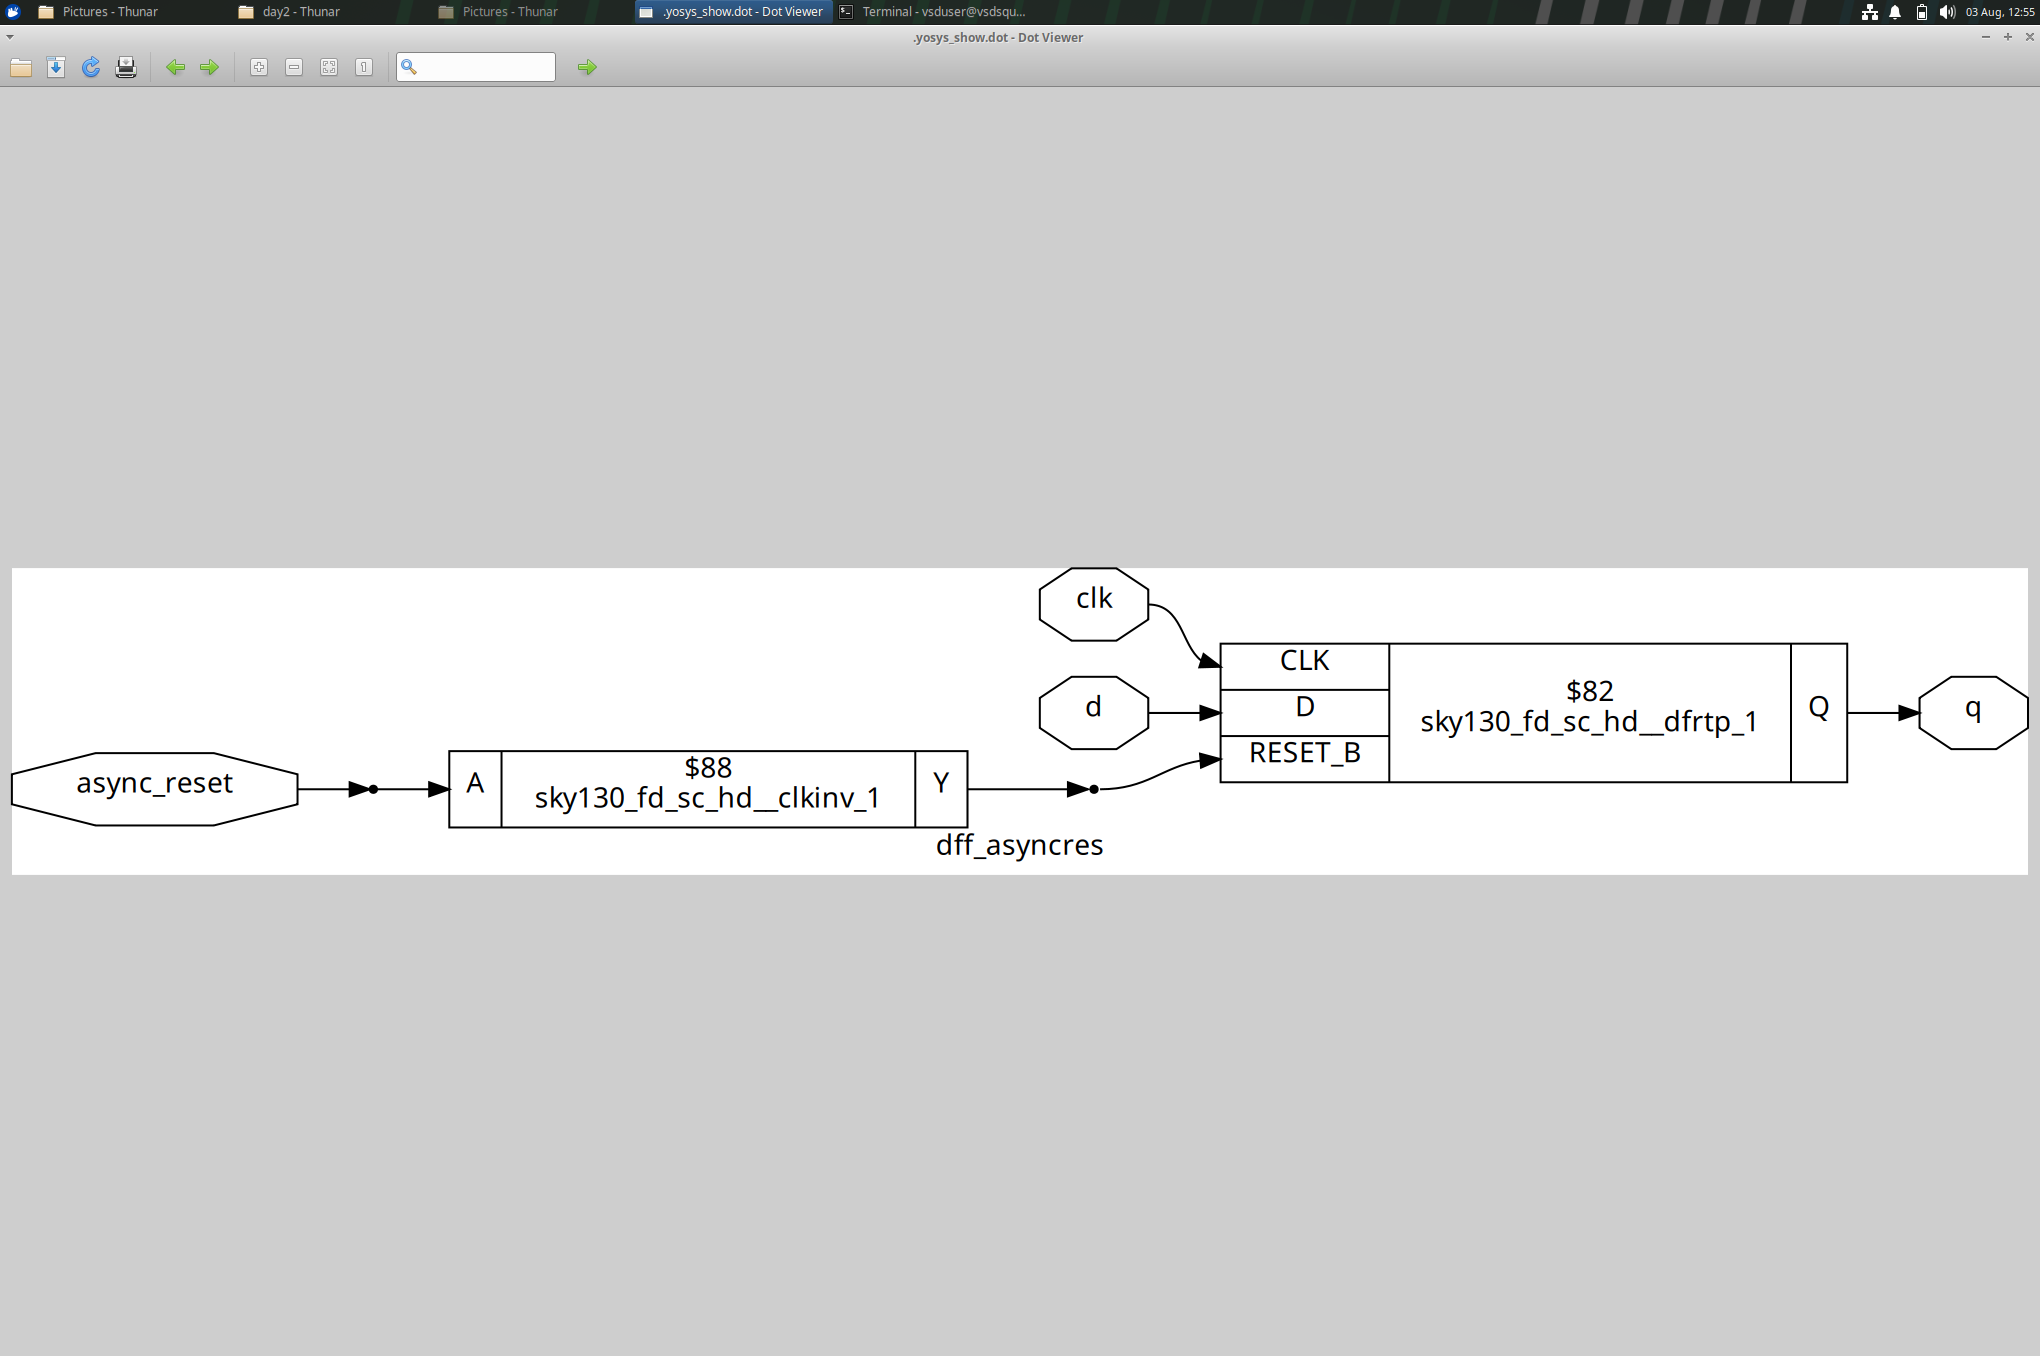 Pictures - Thunar
day2 - Thunar
Pictures - Thunar
.yosys_show.dot - Dot Viewer
Terminal - vsduser@vsdsqu...
03 Aug, 12:55
.yosys_show.dot - Dot Viewer
1
clk
CLK
$82
sky130_fd_sc_hd__dfrtp_1
d
D
Q
q
RESET_B
async_reset
A
$88
sky130_fd_sc_hd__clkinv_1
Y
dff_asyncres